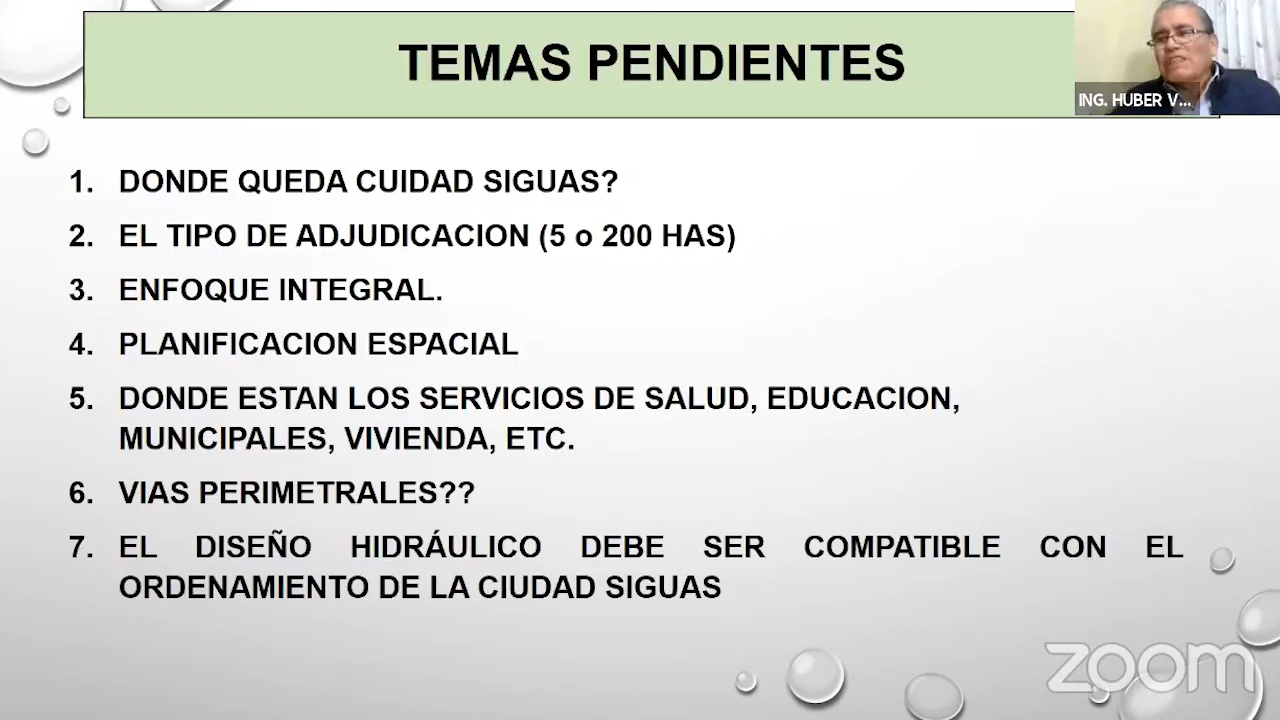 TEMAS PENDIENTES
ING. HUBER V...
1. DONDE QUEDA CUIDAD SIGUAS?
2. EL TIPO DE ADJUDICACION (5 o 200 HAS)
3. ENFOQUE INTEGRAL.
4. PLANIFICACION ESPACIAL
5. DONDE ESTAN LOS SERVICIOS DE SALUD, EDUCACION,
MUNICIPALES, VIVIENDA, ETC.
6. VIAS PERIMETRALES??
7. EL DISEÑO HIDRÁULICO DEBE SER COMPATIBLE CON EL
ORDENAMIENTO DE LA CIUDAD SIGUAS
zoom